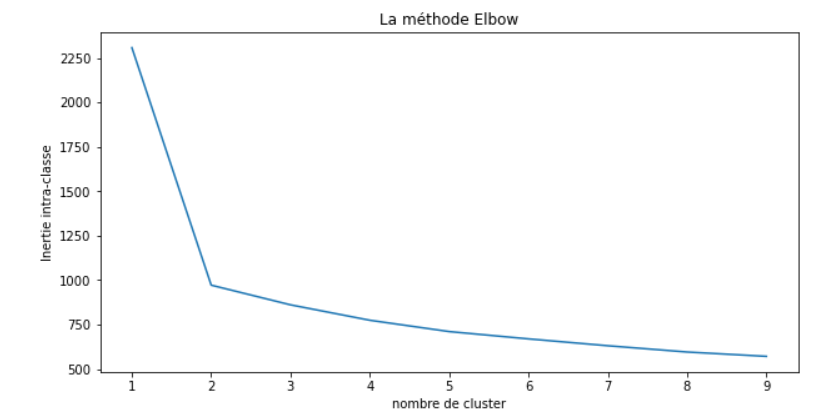 La méthode Elbow
2250
2000
1750
1500
1250
1000
750
500
Inertie intra-classe
1 2 3 4 5 6 7 8 9
nombre de cluster